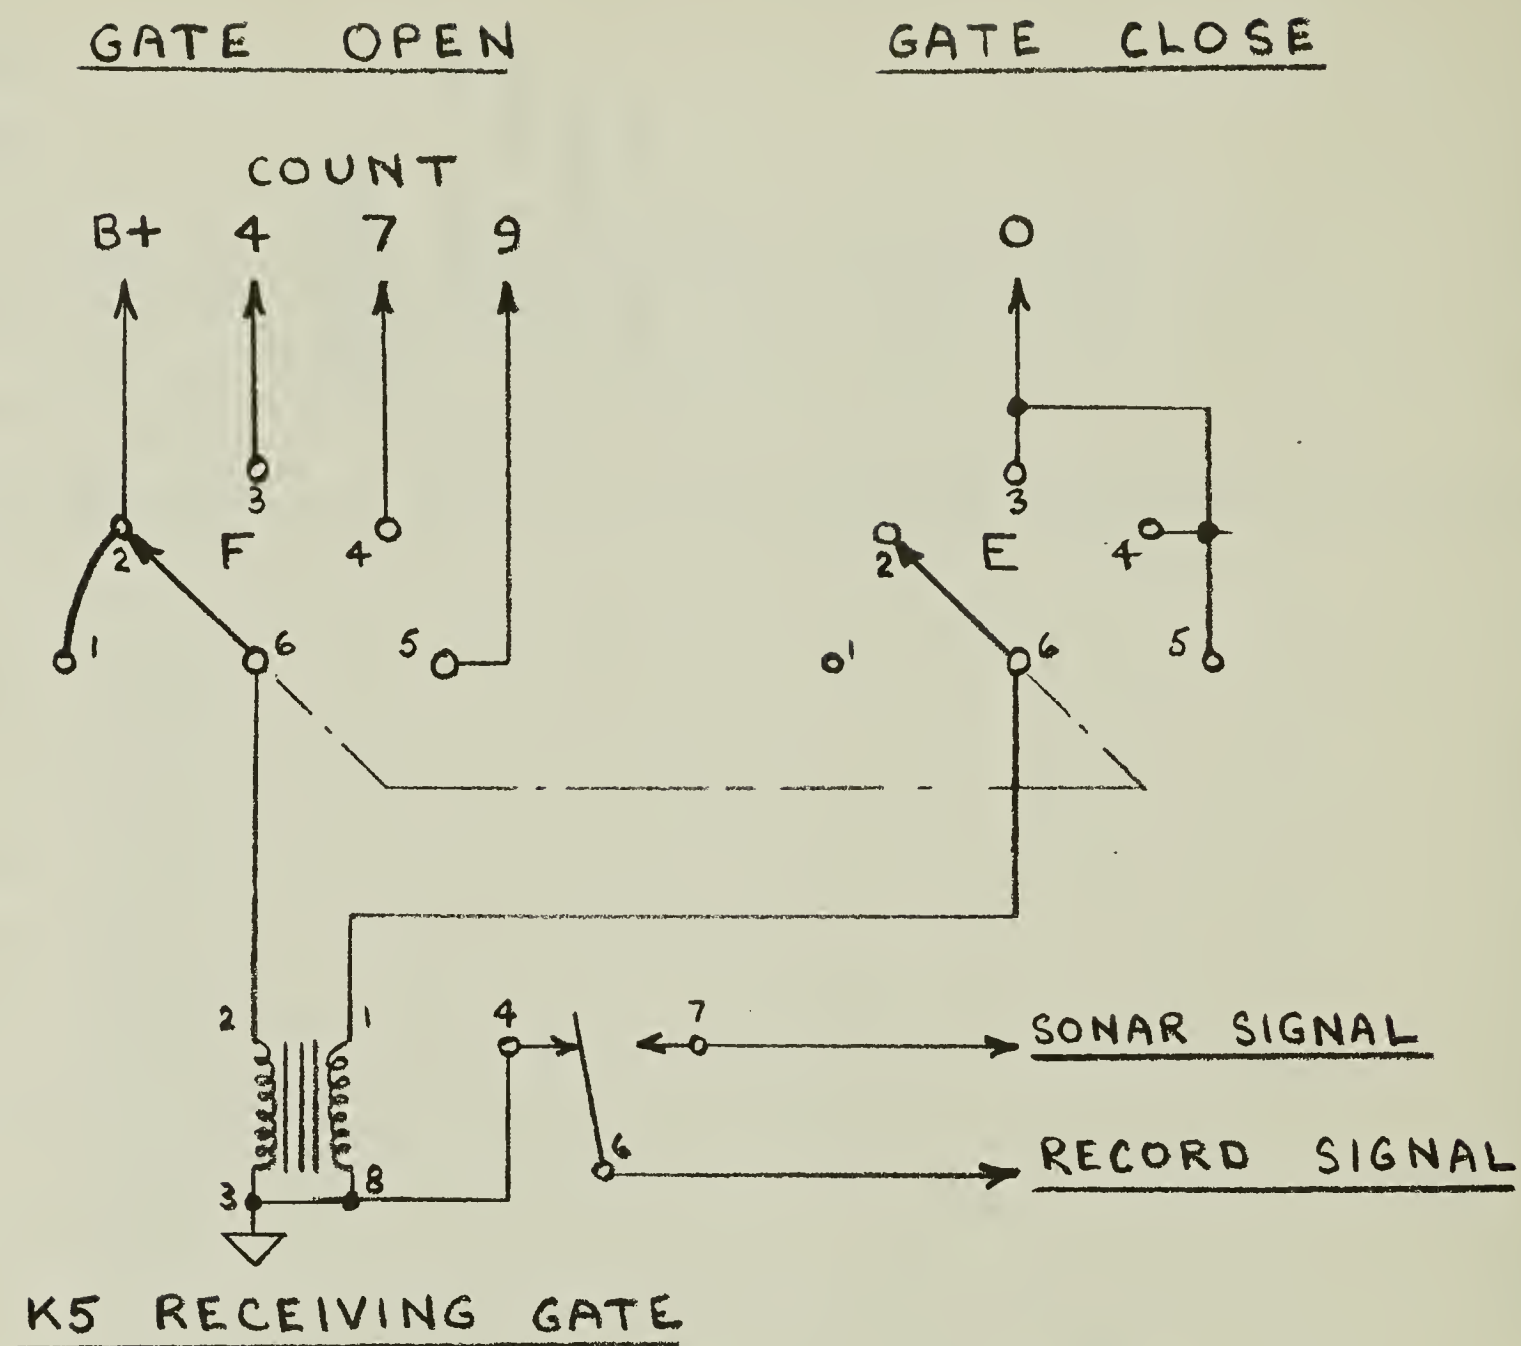 GATE OPEN
GATE CLOSE
COUNT
B+ 4 7 9
0
3
3
2 F 4
2 E 4
1 6 5
1 6 5
2 1 4 7
SONAR SIGNAL
6
RECORD SIGNAL
3 8
K5 RECEIVING GATE